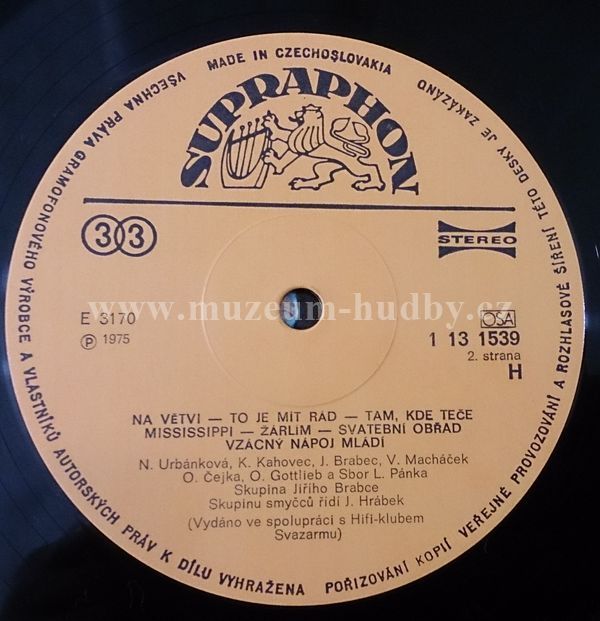 MADE IN CZECHOSLOVAKIA
VŠECHNA PRÁVA GRAMOFONOVÉHO VÝROBCE A VLASTNÍKŮ AUTORSKÝCH PRÁV K DÍLU VYHRAŽENA
POŘIZOVÁNÍ KOPIÍ VEŘEJNÉ PROVOZOVÁNÍ A ROZHLASOVÉ ŠÍŘENÍ TÉTO DESKY JE ZAKÁZÁNO
SUPRAPHON
33
STEREO
www.muzeum-hudby.cz
E 3170
℗ 1975
OSA
1 13 1539
2. strana
H
NA VĚTVI — TO JE MÍT RÁD — TAM, KDE TEČE
MISSISSIPPI — ŽÁRLÍM — SVATEBNÍ OBŘAD
VZÁCNÝ NÁPOJ MLÁDÍ
N. Urbánková, K. Kahovec, J. Brabec, V. Macháček
O. Čejka, O. Gottlieb a Sbor L. Pánka
Skupina Jiřího Brabce
Skupinu smyčců řídí J. Hrábek
(Vydáno ve spolupráci s Hifi-klubem
Svazarmu)